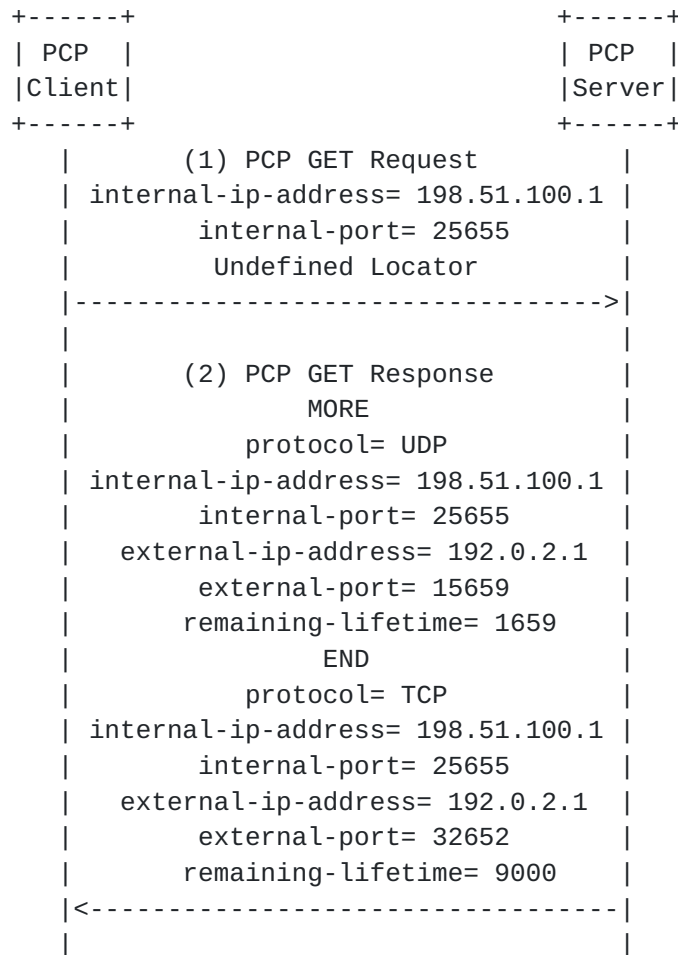 +------+                          +------+
| PCP  |                          | PCP  |
|Client|                          |Server|
+------+                          +------+
   |       (1) PCP GET Request         |
   | internal-ip-address= 198.51.100.1 |
   |        internal-port= 25655       |
   |         Undefined Locator         |
   |---------------------------------->|
   |                                   |
   |       (2) PCP GET Response        |
   |               MORE                |
   |           protocol= UDP           |
   | internal-ip-address= 198.51.100.1 |
   |        internal-port= 25655       |
   |   external-ip-address= 192.0.2.1  |
   |        external-port= 15659       |
   |       remaining-lifetime= 1659    |
   |                END                |
   |           protocol= TCP           |
   | internal-ip-address= 198.51.100.1 |
   |        internal-port= 25655       |
   |   external-ip-address= 192.0.2.1  |
   |        external-port= 32652       |
   |       remaining-lifetime= 9000    |
   |<----------------------------------|
   |                                   |